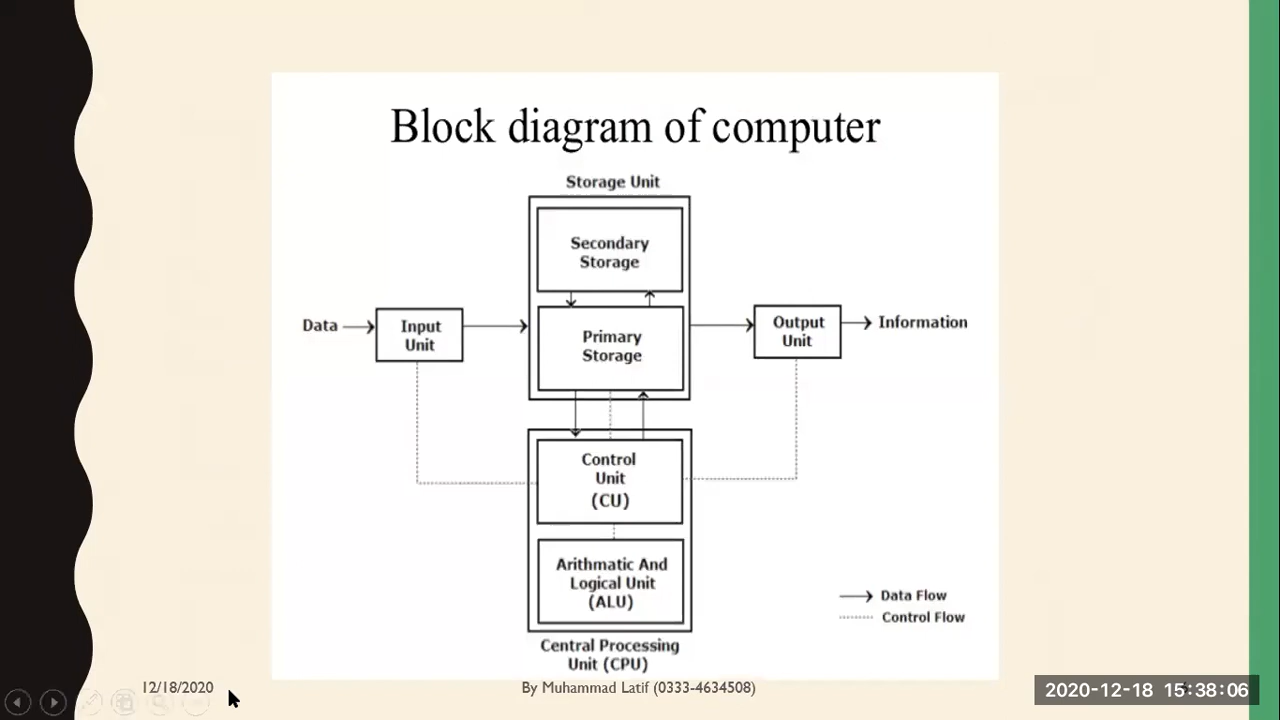 Block diagram of computer
Storage Unit
Secondary
Storage
Data
Input
Unit
Primary
Storage
Output
Unit
Information
Control
Unit
(CU)
Arithmatic And
Logical Unit
(ALU)
Data Flow
Control Flow
Central Processing
Unit (CPU)
12/18/2020
By Muhammad Latif (0333-4634508)
2020-12-18 15:38:06